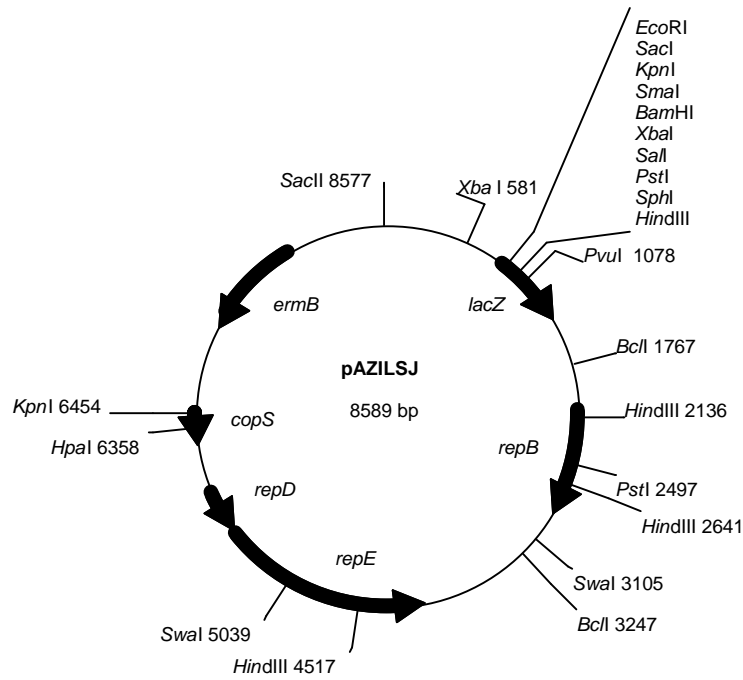 EcoRI
SacI
KpnI
SmaI
BamHI
XbaI
SalI
PstI
SphI
HindIII
SacII 8577
Xba I 581
PvuI 1078
ermB
lacZ
BclI 1767
pAZILSJ
8589 bp
KpnI 6454
copS
HindIII 2136
HpaI 6358
repB
repD
PstI 2497
HindIII 2641
repE
SwaI 3105
SwaI 5039
BclI 3247
HindIII 4517